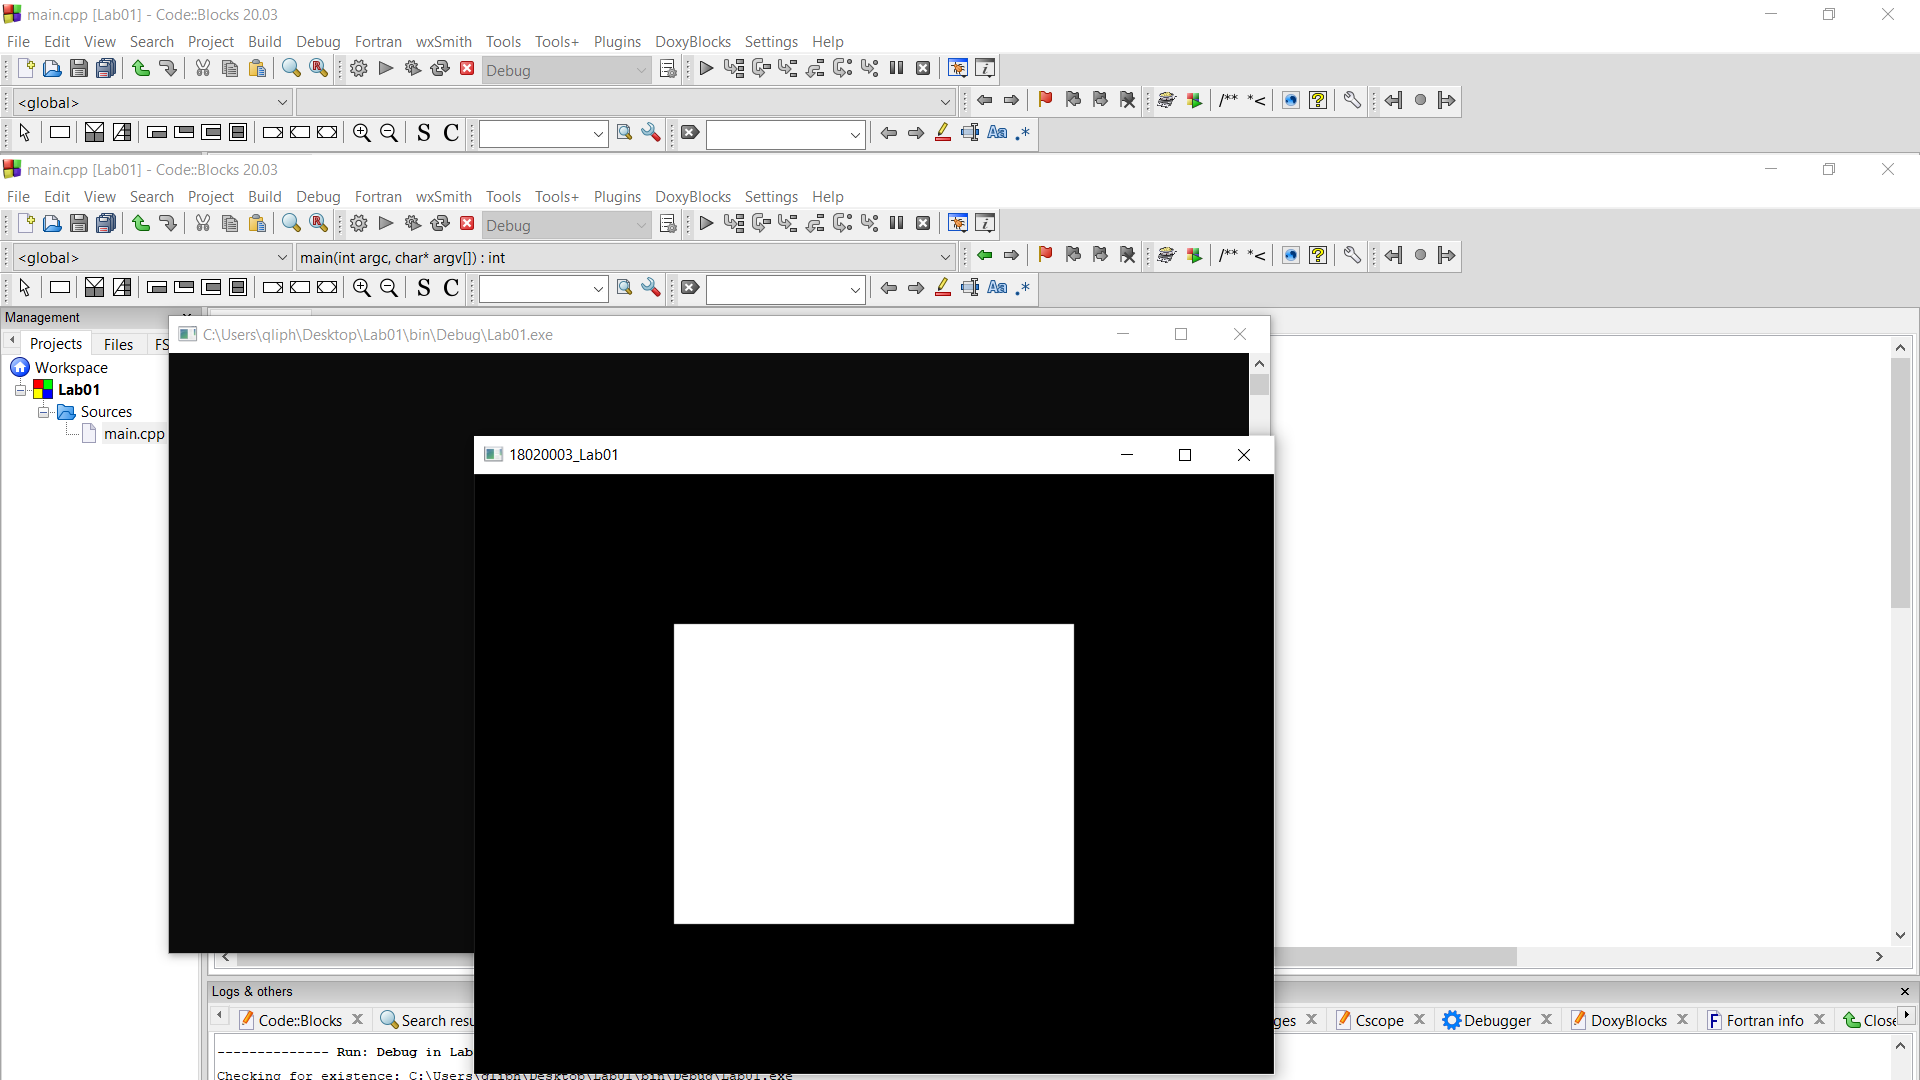 main.cpp [Lab01] - Code::Blocks 20.03
File Edit View Search Project Build Debug Fortran wxSmith Tools Tools+ Plugins DoxyBlocks Settings Help
Debug
<global>
/** *<
S C Aa .*
main.cpp [Lab01] - Code::Blocks 20.03
File Edit View Search Project Build Debug Fortran wxSmith Tools Tools+ Plugins DoxyBlocks Settings Help
Debug
<global> main(int argc, char* argv[]) : int
/** *<
S C Aa .*
Management
Projects Files FS
C:\Users\qliph\Desktop\Lab01\bin\Debug\Lab01.exe
Workspace
Lab01
Sources
main.cpp
18020003_Lab01
Logs & others
Code::Blocks Search resu ges Cscope Debugger DoxyBlocks Fortran info Close
-------------- Run: Debug in Lab
Checking for existence: C:\Users\qliph\Desktop\Lab01\bin\Debug\Lab01.exe